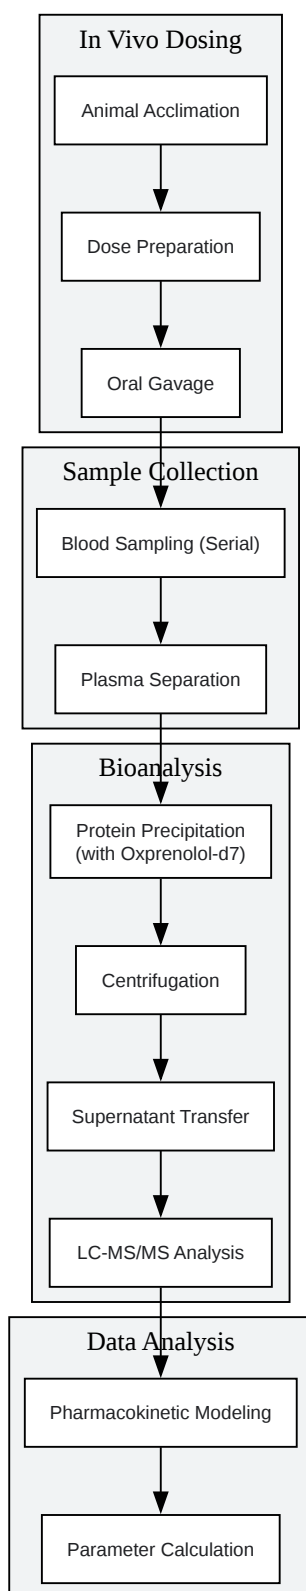 In Vivo Dosing
Animal Acclimation
Dose Preparation
Oral Gavage
Sample Collection
Blood Sampling (Serial)
Plasma Separation
Bioanalysis
Protein Precipitation
(with Oxprenolol-d7)
Centrifugation
Supernatant Transfer
LC-MS/MS Analysis
Data Analysis
Pharmacokinetic Modeling
Parameter Calculation